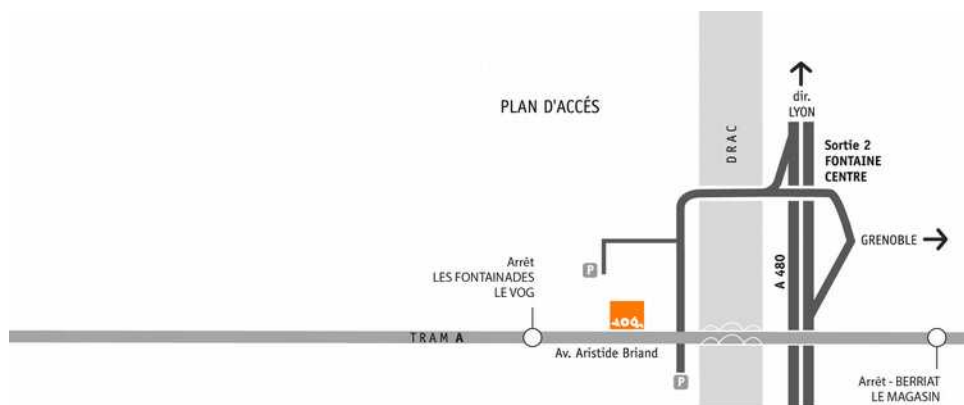 PLAN D'ACCÉS
DRAC
dir.
LYON
Sortie 2
FONTAINE
CENTRE
GRENOBLE
A 480
Arrêt
LES FONTAINADES
LE VOG
P
VOG
TRAM A
Av. Aristide Briand
P
Arrêt - BERRIAT
LE MAGASIN